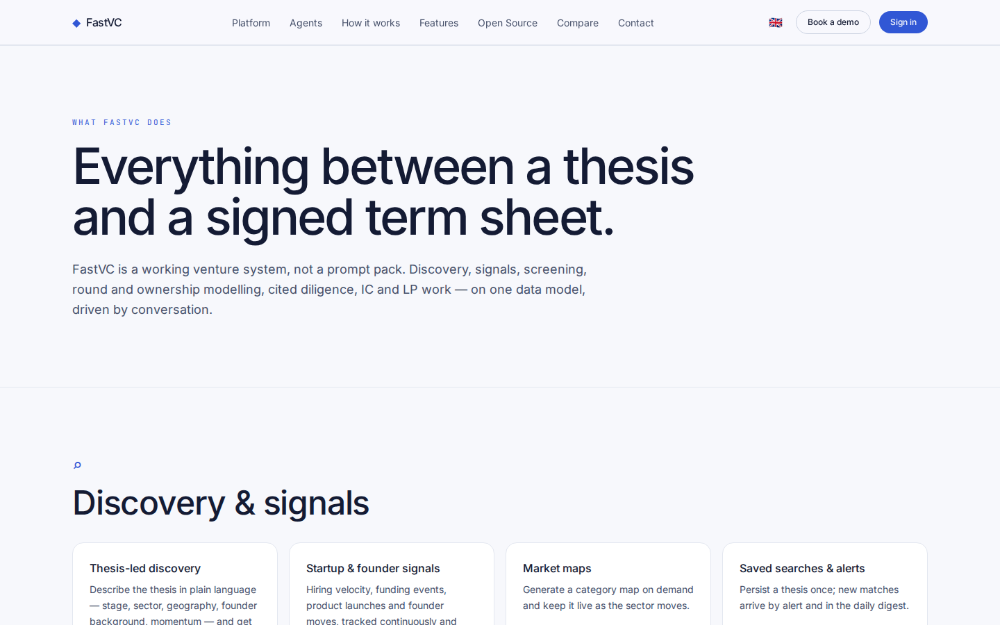 FastVC
Platform
Agents
How it works
Features
Open Source
Compare
Contact
Book a demo
Sign in
WHAT FASTVC DOES
Everything between a thesis
and a signed term sheet.
FastVC is a working venture system, not a prompt pack. Discovery, signals, screening,
round and ownership modelling, cited diligence, IC and LP work — on one data model,
driven by conversation.
Discovery & signals
Thesis-led discovery
Describe the thesis in plain language
— stage, sector, geography, founder
background, momentum — and get
Startup & founder signals
Hiring velocity, funding events,
product launches and founder
moves, tracked continuously and
Market maps
Generate a category map on demand
and keep it live as the sector moves.
Saved searches & alerts
Persist a thesis once; new matches
arrive by alert and in the daily digest.